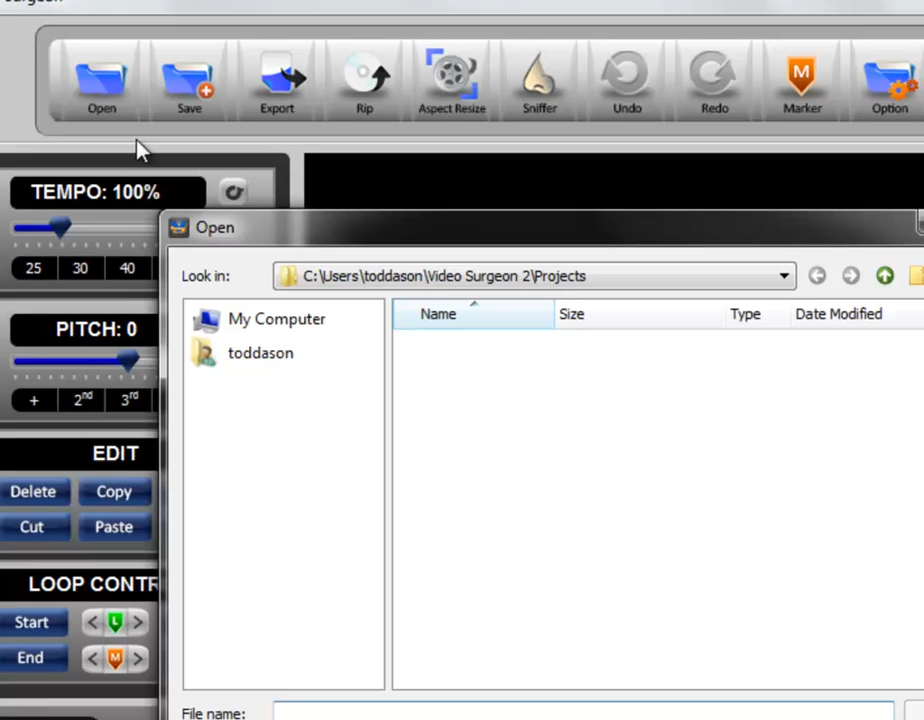 Open Save Export Rip Aspect Resize Sniffer Undo Redo M Marker Option
TEMPO: 100%
25 30 40
Open
Look in: C:\Users\toddason\Video Surgeon 2\Projects
Name Size Type Date Modified
My Computer
toddason
PITCH: 0
+ 2nd 3rd
EDIT
Delete Copy
Cut Paste
LOOP CONTR
Start < L >
End < M >
File name: